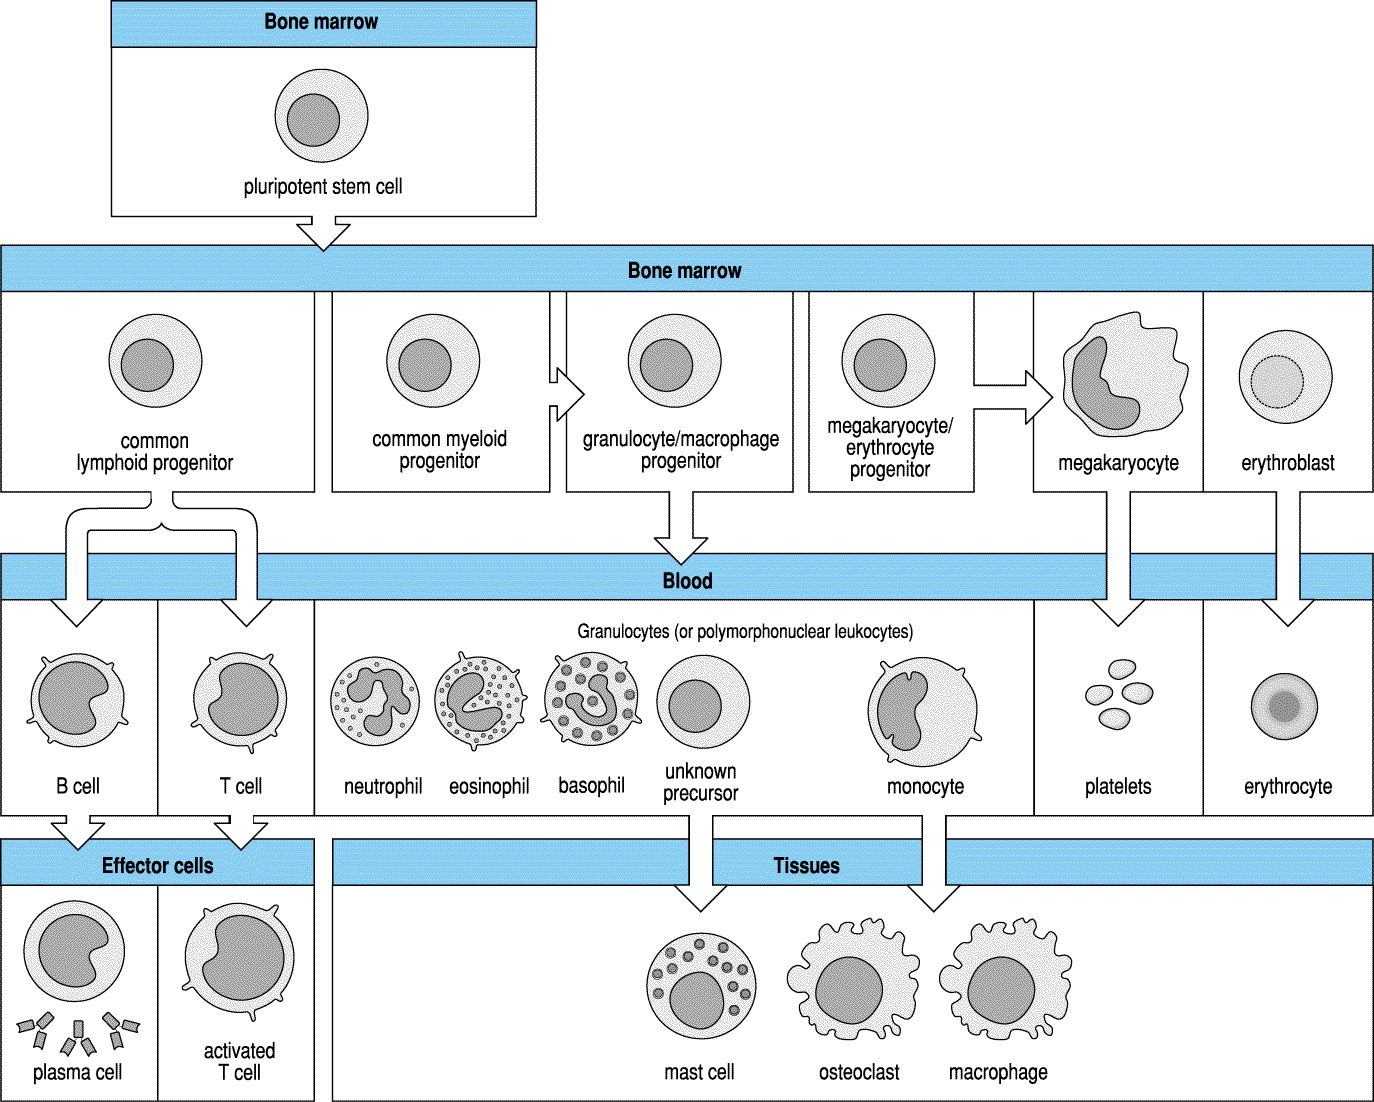 Bone marrow
pluripotent stem cell
Bone marrow
common
lymphoid progenitor
common myeloid
progenitor
granulocyte/macrophage
progenitor
megakaryocyte/
erythrocyte
progenitor
megakaryocyte
erythroblast
Blood
Granulocytes (or polymorphonuclear leukocytes)
B cell
T cell
neutrophil
eosinophil
basophil
unknown
precursor
monocyte
platelets
erythrocyte
Effector cells
Tissues
plasma cell
activated
T cell
mast cell
osteoclast
macrophage